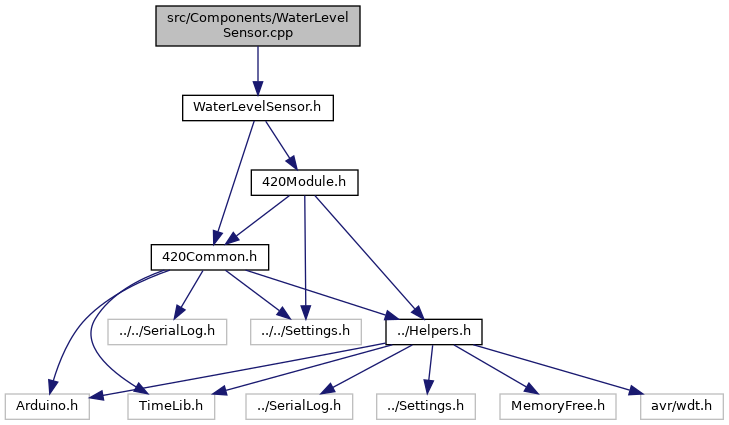 src/Components/WaterLevel
Sensor.cpp
WaterLevelSensor.h
420Module.h
420Common.h
../../SerialLog.h
../../Settings.h
../Helpers.h
Arduino.h
TimeLib.h
../SerialLog.h
../Settings.h
MemoryFree.h
avr/wdt.h